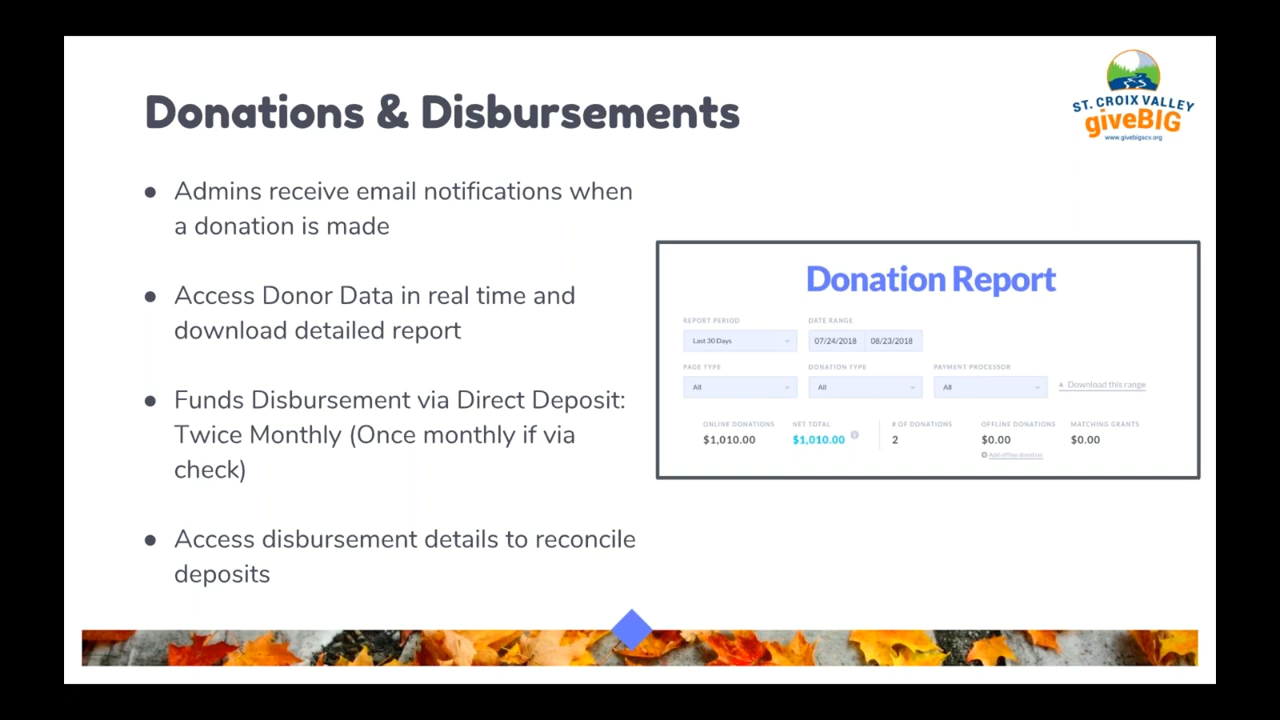 ST. CROIX VALLEY
giveBIG
www.givebigscv.org
Donations & Disbursements
● Admins receive email notifications when
a donation is made
● Access Donor Data in real time and
download detailed report
● Funds Disbursement via Direct Deposit:
Twice Monthly (Once monthly if via
check)
● Access disbursement details to reconcile
deposits
Donation Report
REPORT PERIOD DATE RANGE
Last 30 Days 07/24/2018 08/23/2018
PAGE TYPE DONATION TYPE PAYMENT PROCESSOR
All All All Download this range
ONLINE DONATIONS NET TOTAL # OF DONATIONS OFFLINE DONATIONS MATCHING GRANTS
$1,010.00 $1,010.00 2 $0.00 $0.00
Add offline donation